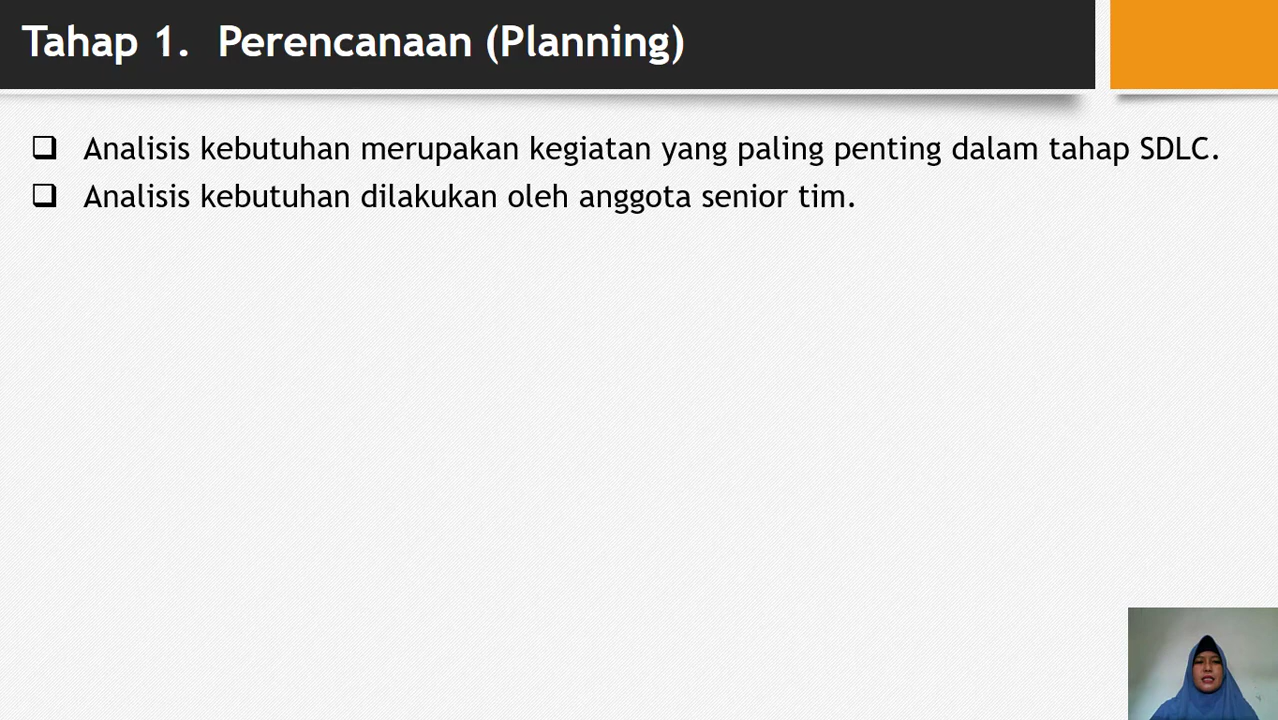 Tahap 1. Perencanaan (Planning)
Analisis kebutuhan merupakan kegiatan yang paling penting dalam tahap SDLC.
Analisis kebutuhan dilakukan oleh anggota senior tim.